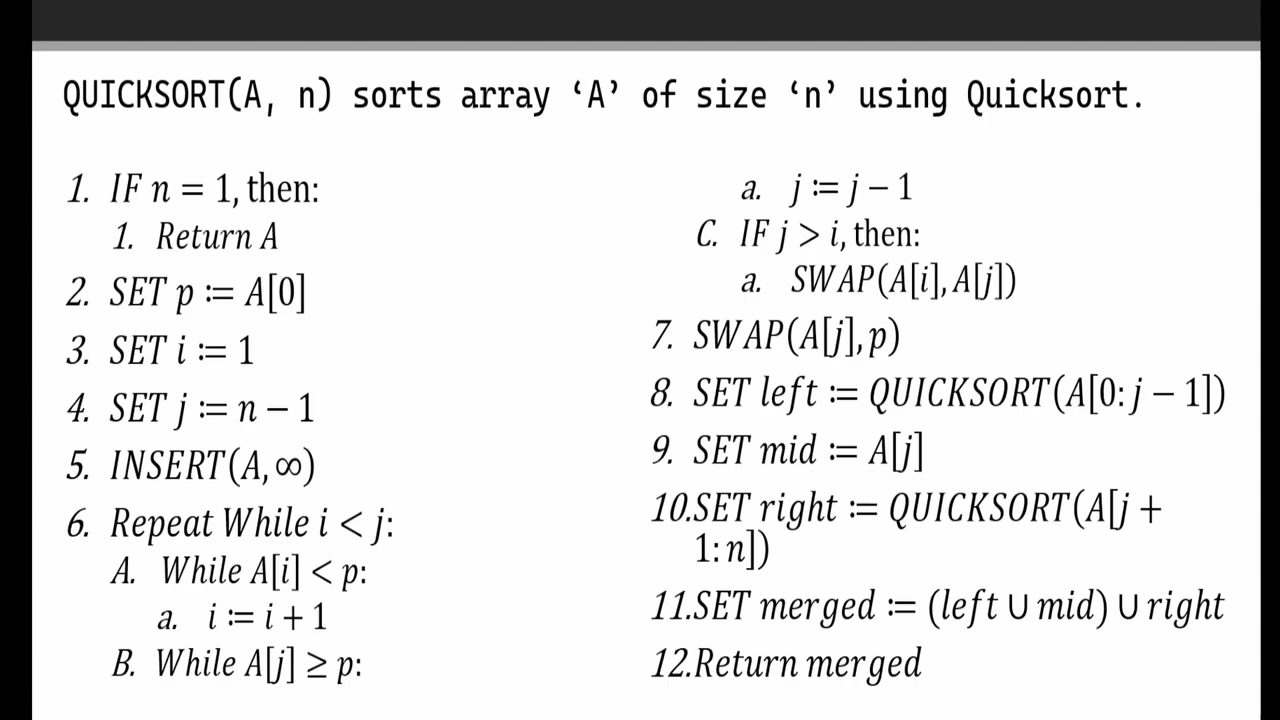 QUICKSORT(A, n) sorts array ‘A’ of size ‘n’ using Quicksort.
1. IF n = 1, then:
1. Return A
2. SET p ≔ A[0]
3. SET i ≔ 1
4. SET j ≔ n − 1
5. INSERT(A, ∞)
6. Repeat While i < j:
A. While A[i] < p:
a. i ≔ i + 1
B. While A[j] ≥ p:
a. j ≔ j − 1
C. IF j > i, then:
a. SWAP(A[i], A[j])
7. SWAP(A[j], p)
8. SET left ≔ QUICKSORT(A[0: j − 1])
9. SET mid ≔ A[j]
10.SET right ≔ QUICKSORT(A[j +
1: n])
11.SET merged ≔ (left ∪ mid) ∪ right
12.Return merged